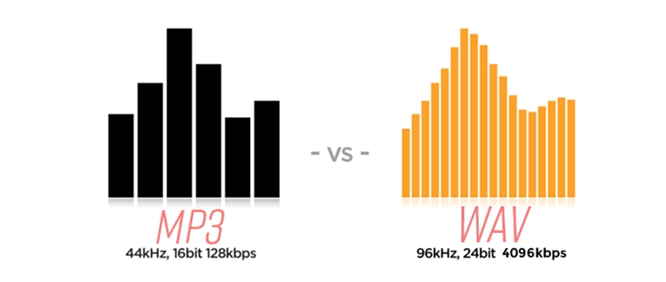 - VS -
MP3
44kHz, 16bit 128kbps
WAV
96kHz, 24bit 4096kbps